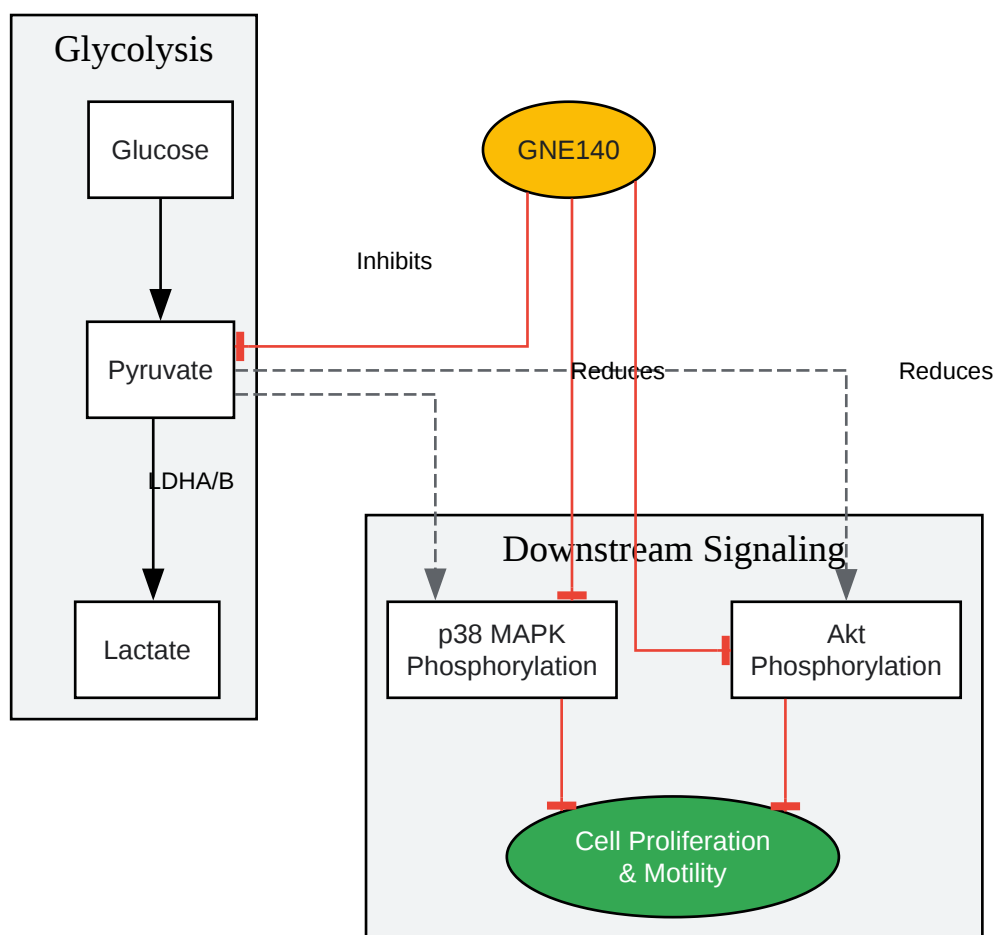 Glycolysis
Glucose
GNE140
Inhibits
Pyruvate
Reduces
Reduces
LDHA/B
Downstream Signaling
Lactate
p38 MAPK
Phosphorylation
Akt
Phosphorylation
Cell Proliferation
& Motility